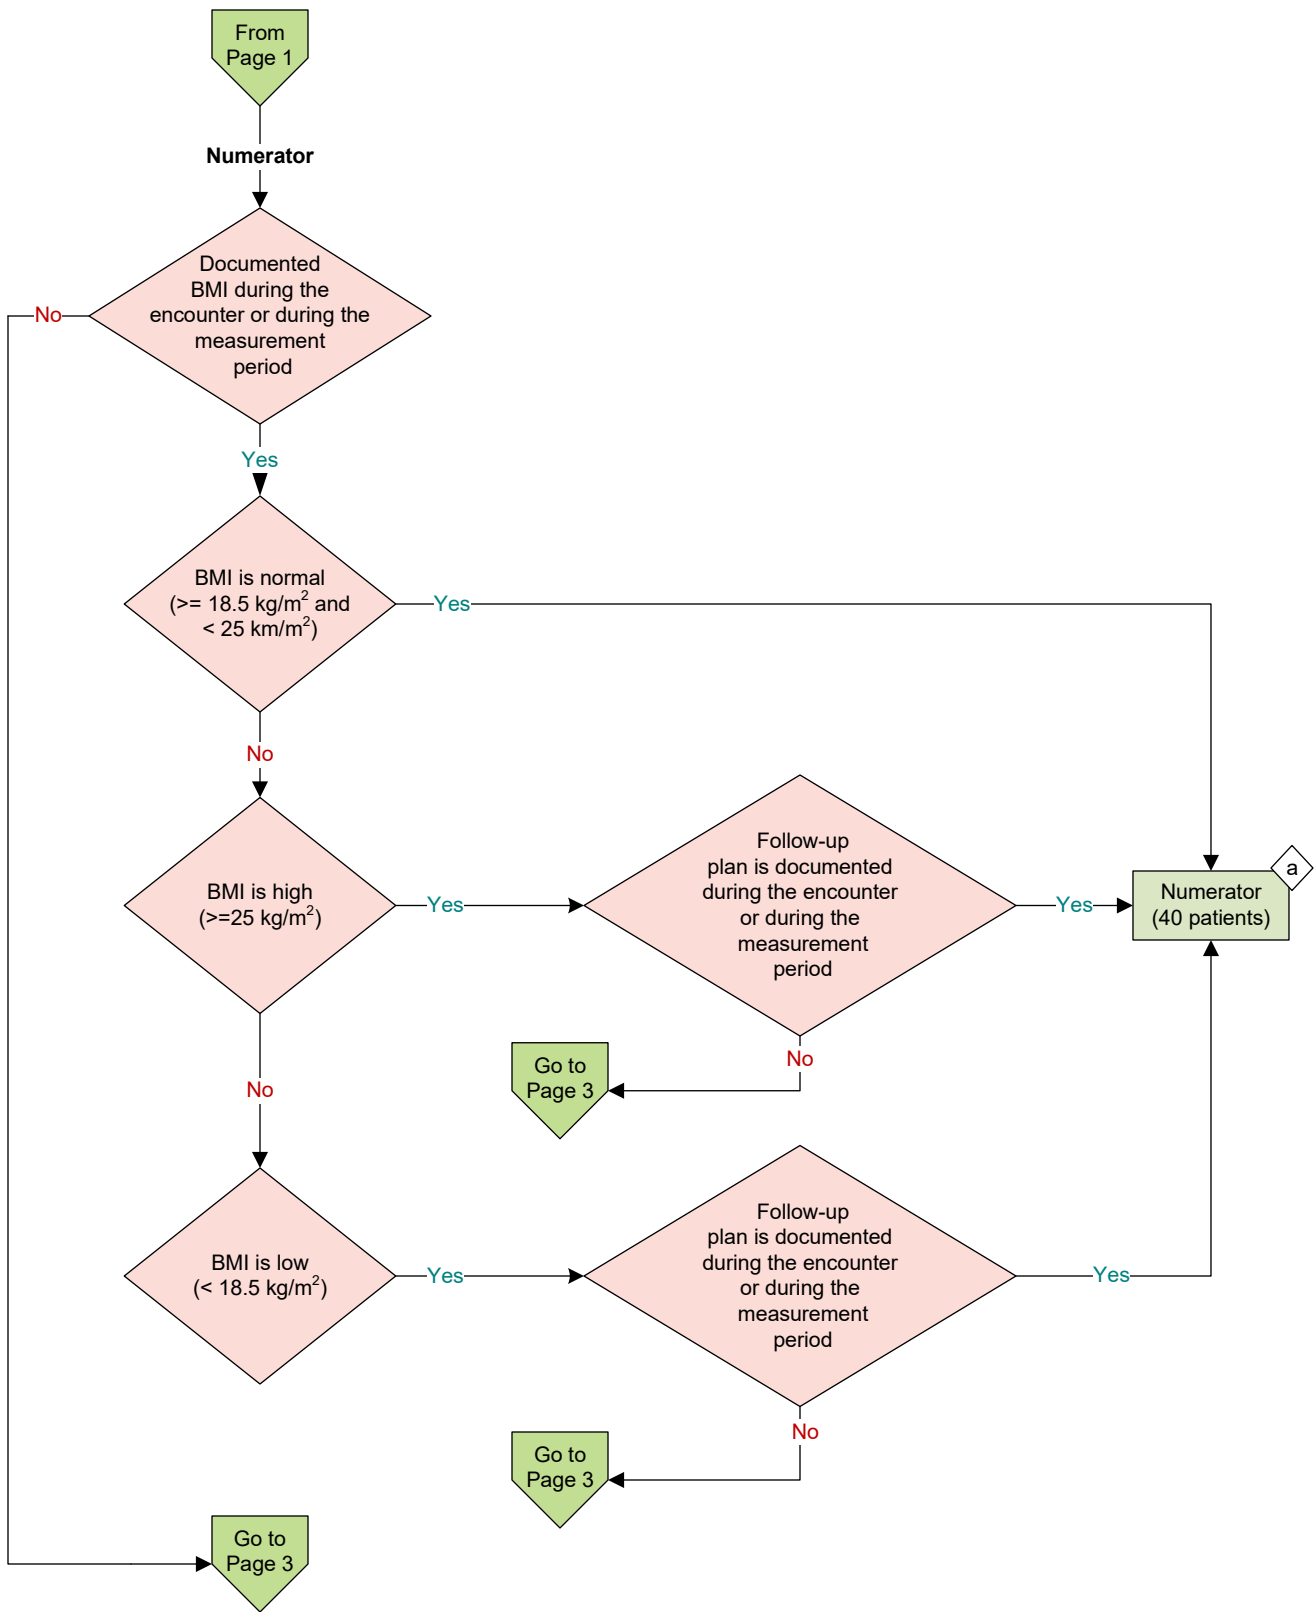 From
Page 1
Numerator
Documented
BMI during the
encounter or during the
measurement
period
No
Yes
BMI is normal
(>= 18.5 kg/m² and
< 25 km/m²)
Yes
No
BMI is high
(>=25 kg/m²)
Yes
Follow-up
plan is documented
during the encounter
or during the
measurement
period
Yes
a
Numerator
(40 patients)
No
Go to
Page 3
No
BMI is low
(< 18.5 kg/m²)
Yes
Follow-up
plan is documented
during the encounter
or during the
measurement
period
Yes
No
Go to
Page 3
Go to
Page 3